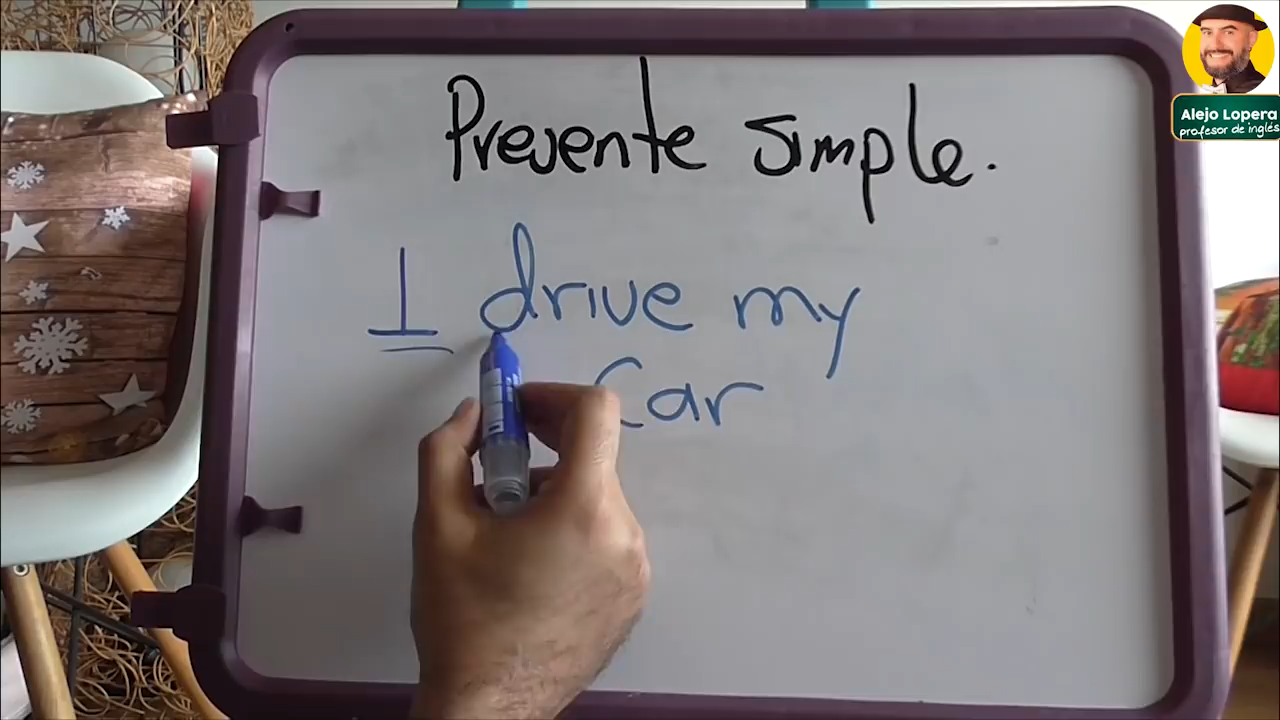 Presente simple.
I drive my
Car
Alejo Lopera
profesor de inglés